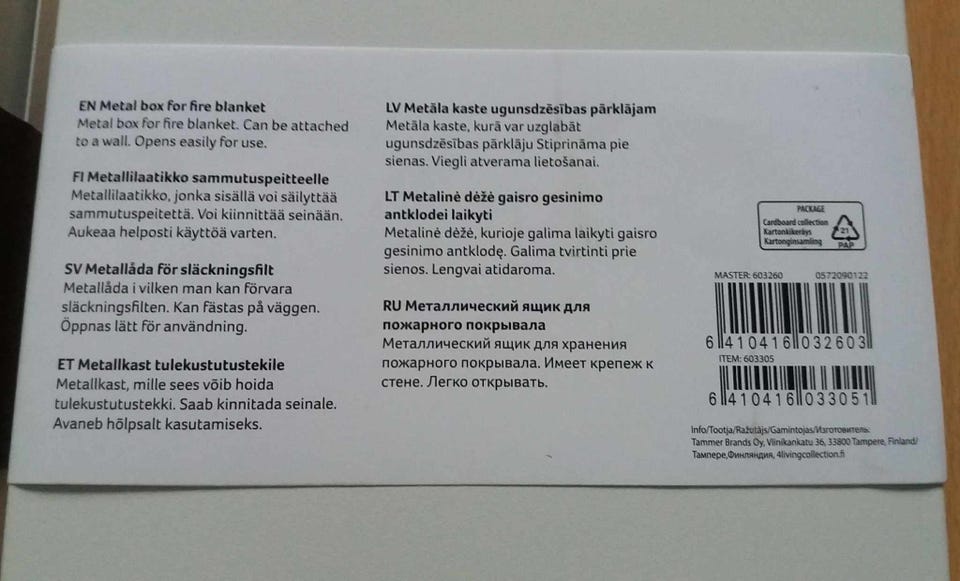 EN Metal box for fire blanket
Metal box for fire blanket. Can be attached
to a wall. Opens easily for use.
FI Metallilaatikko sammutuspeitteelle
Metallilaatikko, jonka sisällä voi säilyttää
sammutuspeitettä. Voi kiinnittää seinään.
Aukeaa helposti käyttöä varten.
SV Metallåda för släckningsfilt
Metallåda i vilken man kan förvara
släckningsfilten. Kan fästas på väggen.
Öppnas lätt för användning.
ET Metallkast tulekustutustekile
Metallkast, mille sees võib hoida
tulekustutustekki. Saab kinnitada seinale.
Avaneb hõlpsalt kasutamiseks.
LV Metāla kaste ugunsdzēsības pārklājam
Metāla kaste, kurā var uzglabāt
ugunsdzēsības pārklāju Stiprināma pie
sienas. Viegli atverama lietošanai.
LT Metalinė dėžė gaisro gesinimo
antklodei laikyti
Metalinė dėžė, kurioje galima laikyti gaisro
gesinimo antklodę. Galima tvirtinti prie
sienos. Lengvai atidaroma.
RU Металлический ящик для
пожарного покрывала
Металлический ящик для хранения
пожарного покрывала. Имеет крепеж к
стене. Легко открывать.
PACKAGE
Cardboard collection
Kartonkikeräys
Kartonginsamling
21
PAP
MASTER: 603260 0572090122
6 410416 032603
ITEM: 603305
6 410416 033051
Info/Tootja/Ražutājs/Gamintojas/Изготовитель:
Tammer Brands Oy, Viinikankatu 36, 33800 Tampere, Finland/
Тампере,Финляндия, 4livingcollection.fi